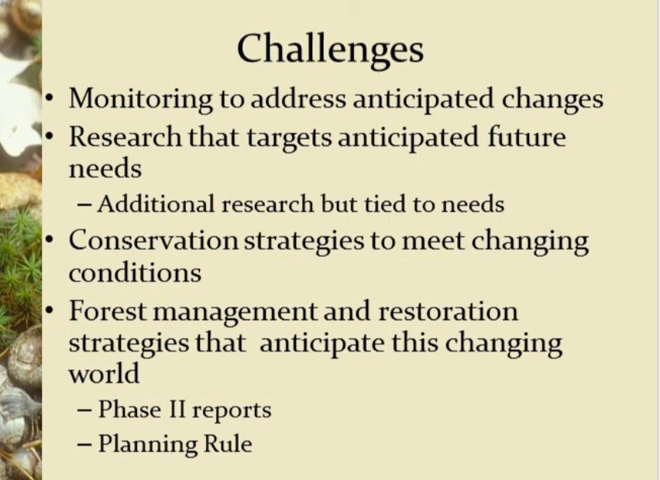 Challenges
• Monitoring to address anticipated changes
• Research that targets anticipated future
needs
– Additional research but tied to needs
• Conservation strategies to meet changing
conditions
• Forest management and restoration
strategies that  anticipate this changing
world
– Phase II reports
– Planning Rule